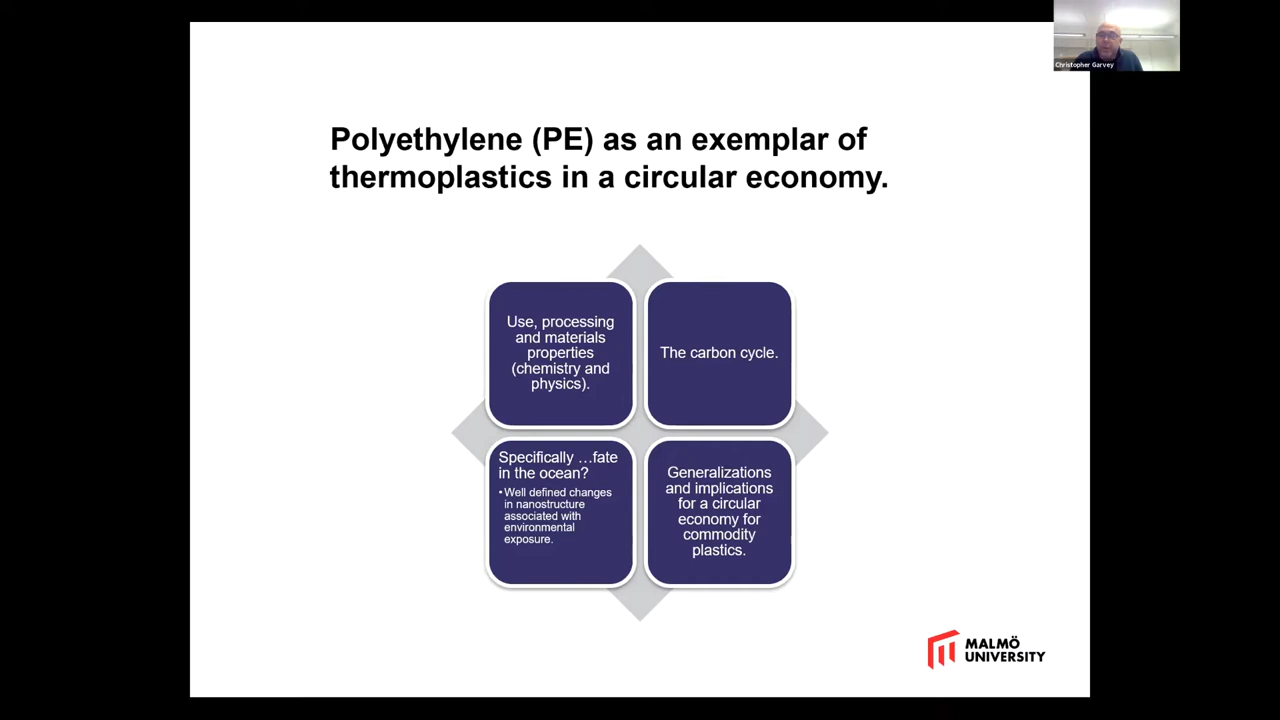 Christopher Garvey
Polyethylene (PE) as an exemplar of
thermoplastics in a circular economy.
Use, processing
and materials
properties
(chemistry and
physics).
The carbon cycle.
Specifically …fate
in the ocean?
•Well defined changes
in nanostructure
associated with
environmental
exposure.
Generalizations
and implications
for a circular
economy for
commodity
plastics.
MALMÖ
UNIVERSITY